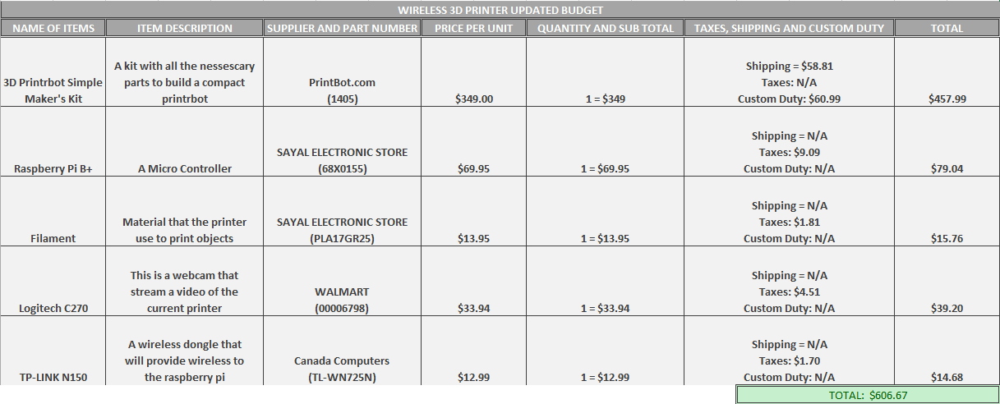 WIRELESS 3D PRINTER UPDATED BUDGET
NAME OF ITEMS ITEM DESCRIPTION SUPPLIER AND PART NUMBER PRICE PER UNIT QUANTITY AND SUB TOTAL TAXES, SHIPPING AND CUSTOM DUTY TOTAL
3D Printrbot Simple
Maker's Kit
A kit with all the nessescary
parts to build a compact
printrbot
PrintBot.com
(1405)
$349.00
1 = $349
Shipping = $58.81
Taxes: N/A
Custom Duty: $60.99
$457.99
Raspberry Pi B+
A Micro Controller
SAYAL ELECTRONIC STORE
(68X0155)
$69.95
1 = $69.95
Shipping = N/A
Taxes: $9.09
Custom Duty: N/A
$79.04
Filament
Material that the printer
use to print objects
SAYAL ELECTRONIC STORE
(PLA17GR25)
$13.95
1 = $13.95
Shipping = N/A
Taxes: $1.81
Custom Duty: N/A
$15.76
Logitech C270
This is a webcam that
stream a video of the
current printer
WALMART
(00006798)
$33.94
1 = $33.94
Shipping = N/A
Taxes: $4.51
Custom Duty: N/A
$39.20
TP-LINK N150
A wireless dongle that
will provide wireless to
the raspberry pi
Canada Computers
(TL-WN725N)
$12.99
1 = $12.99
Shipping = N/A
Taxes: $1.70
Custom Duty: N/A
$14.68
TOTAL: $606.67